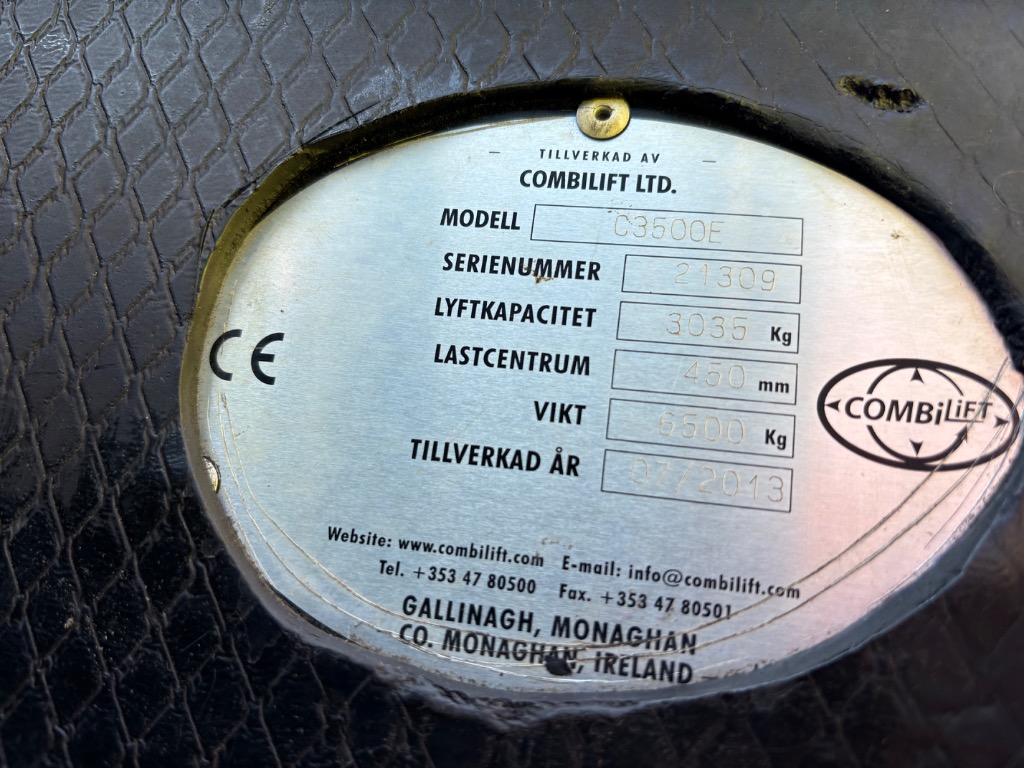 TILLVERKAD AV
COMBILIFT LTD.
MODELL C3500E
SERIENUMMER 21309
LYFTKAPACITET 3035 Kg
LASTCENTRUM 450 mm
VIKT 6500 Kg
TILLVERKAD ÅR 07/2013
CE
COMBiLiFT
Website: www.combilift.com E-mail: info@combilift.com
Tel. +353 47 80500 Fax. +353 47 80501
GALLINAGH, MONAGHAN
CO. MONAGHAN, IRELAND